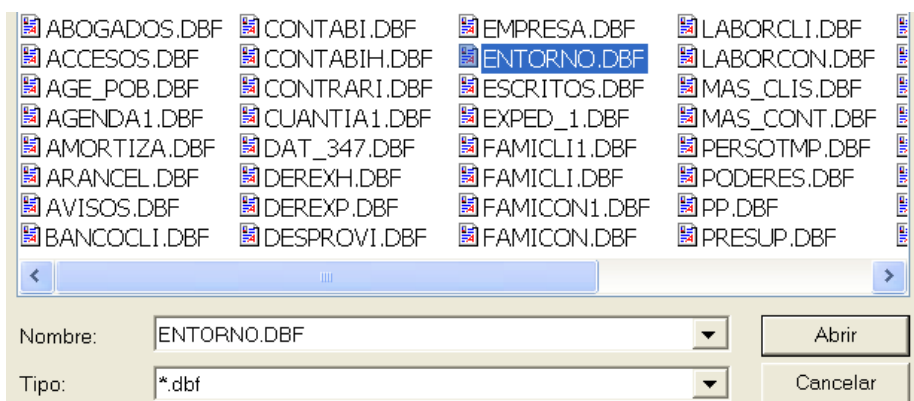 ABOGADOS.DBF CONTABI.DBF EMPRESA.DBF LABORCLI.DBF
ACCESOS.DBF CONTABIH.DBF ENTORNO.DBF LABORCON.DBF
AGE_POB.DBF CONTRARI.DBF ESCRITOS.DBF MAS_CLIS.DBF
AGENDA1.DBF CUANTIA1.DBF EXPED_1.DBF MAS_CONT.DBF
AMORTIZA.DBF DAT_347.DBF FAMICLI1.DBF PERSOTMP.DBF
ARANCEL.DBF DEREXH.DBF FAMICLI.DBF PODERES.DBF
AVISOS.DBF DEREXP.DBF FAMICON1.DBF PP.DBF
BANCOCLI.DBF DESPROVI.DBF FAMICON.DBF PRESUP.DBF
Nombre: ENTORNO.DBF Abrir
Tipo: *.dbf Cancelar